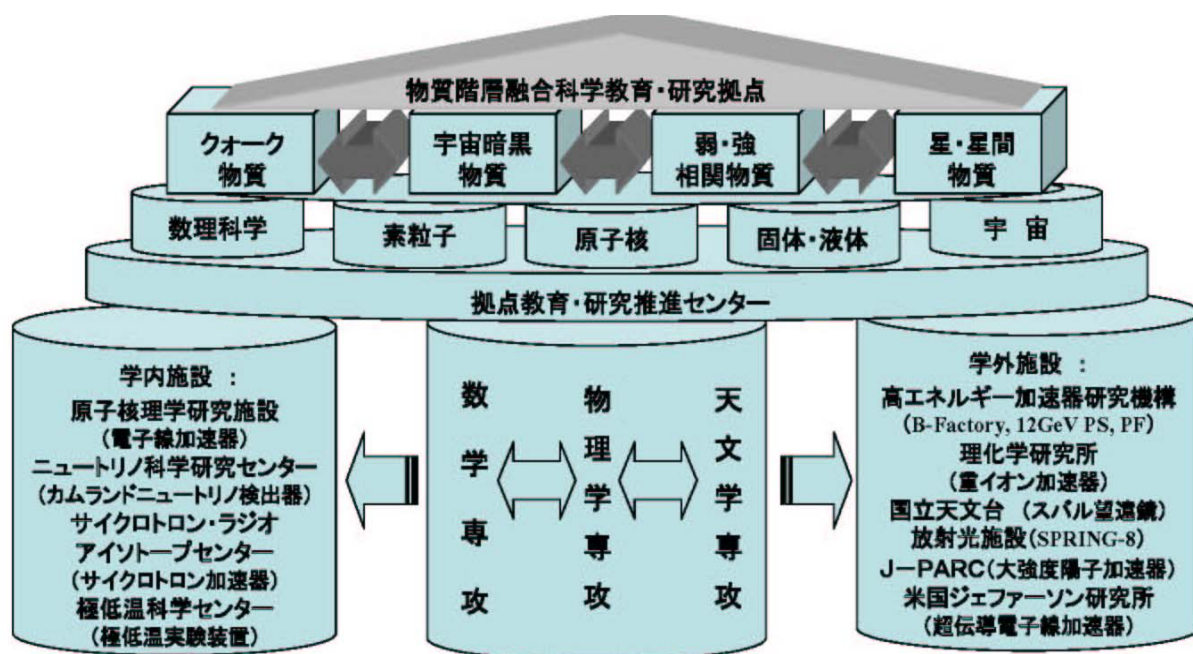 物質階層融合科学教育・研究拠点
クォーク
物質
宇宙暗黒
物質
弱・強
相関物質
星・星間
物質
数理科学
素粒子
原子核
固体・液体
宇 宙
拠点教育・研究推進センター
学内施設 :
原子核理学研究施設
(電子線加速器)
ニュートリノ科学研究センター
(カムランドニュートリノ検出器)
サイクロトロン・ラジオ
アイソトープセンター
(サイクロトロン加速器)
極低温科学センター
(極低温実験装置)
数学専攻
物理学専攻
天文学専攻
学外施設 :
高エネルギー加速器研究機構
(B-Factory, 12GeV PS, PF)
理化学研究所
(重イオン加速器)
国立天文台 (スバル望遠鏡)
放射光施設(SPRING-8)
J-PARC(大強度陽子加速器)
米国ジェファーソン研究所
(超伝導電子線加速器)